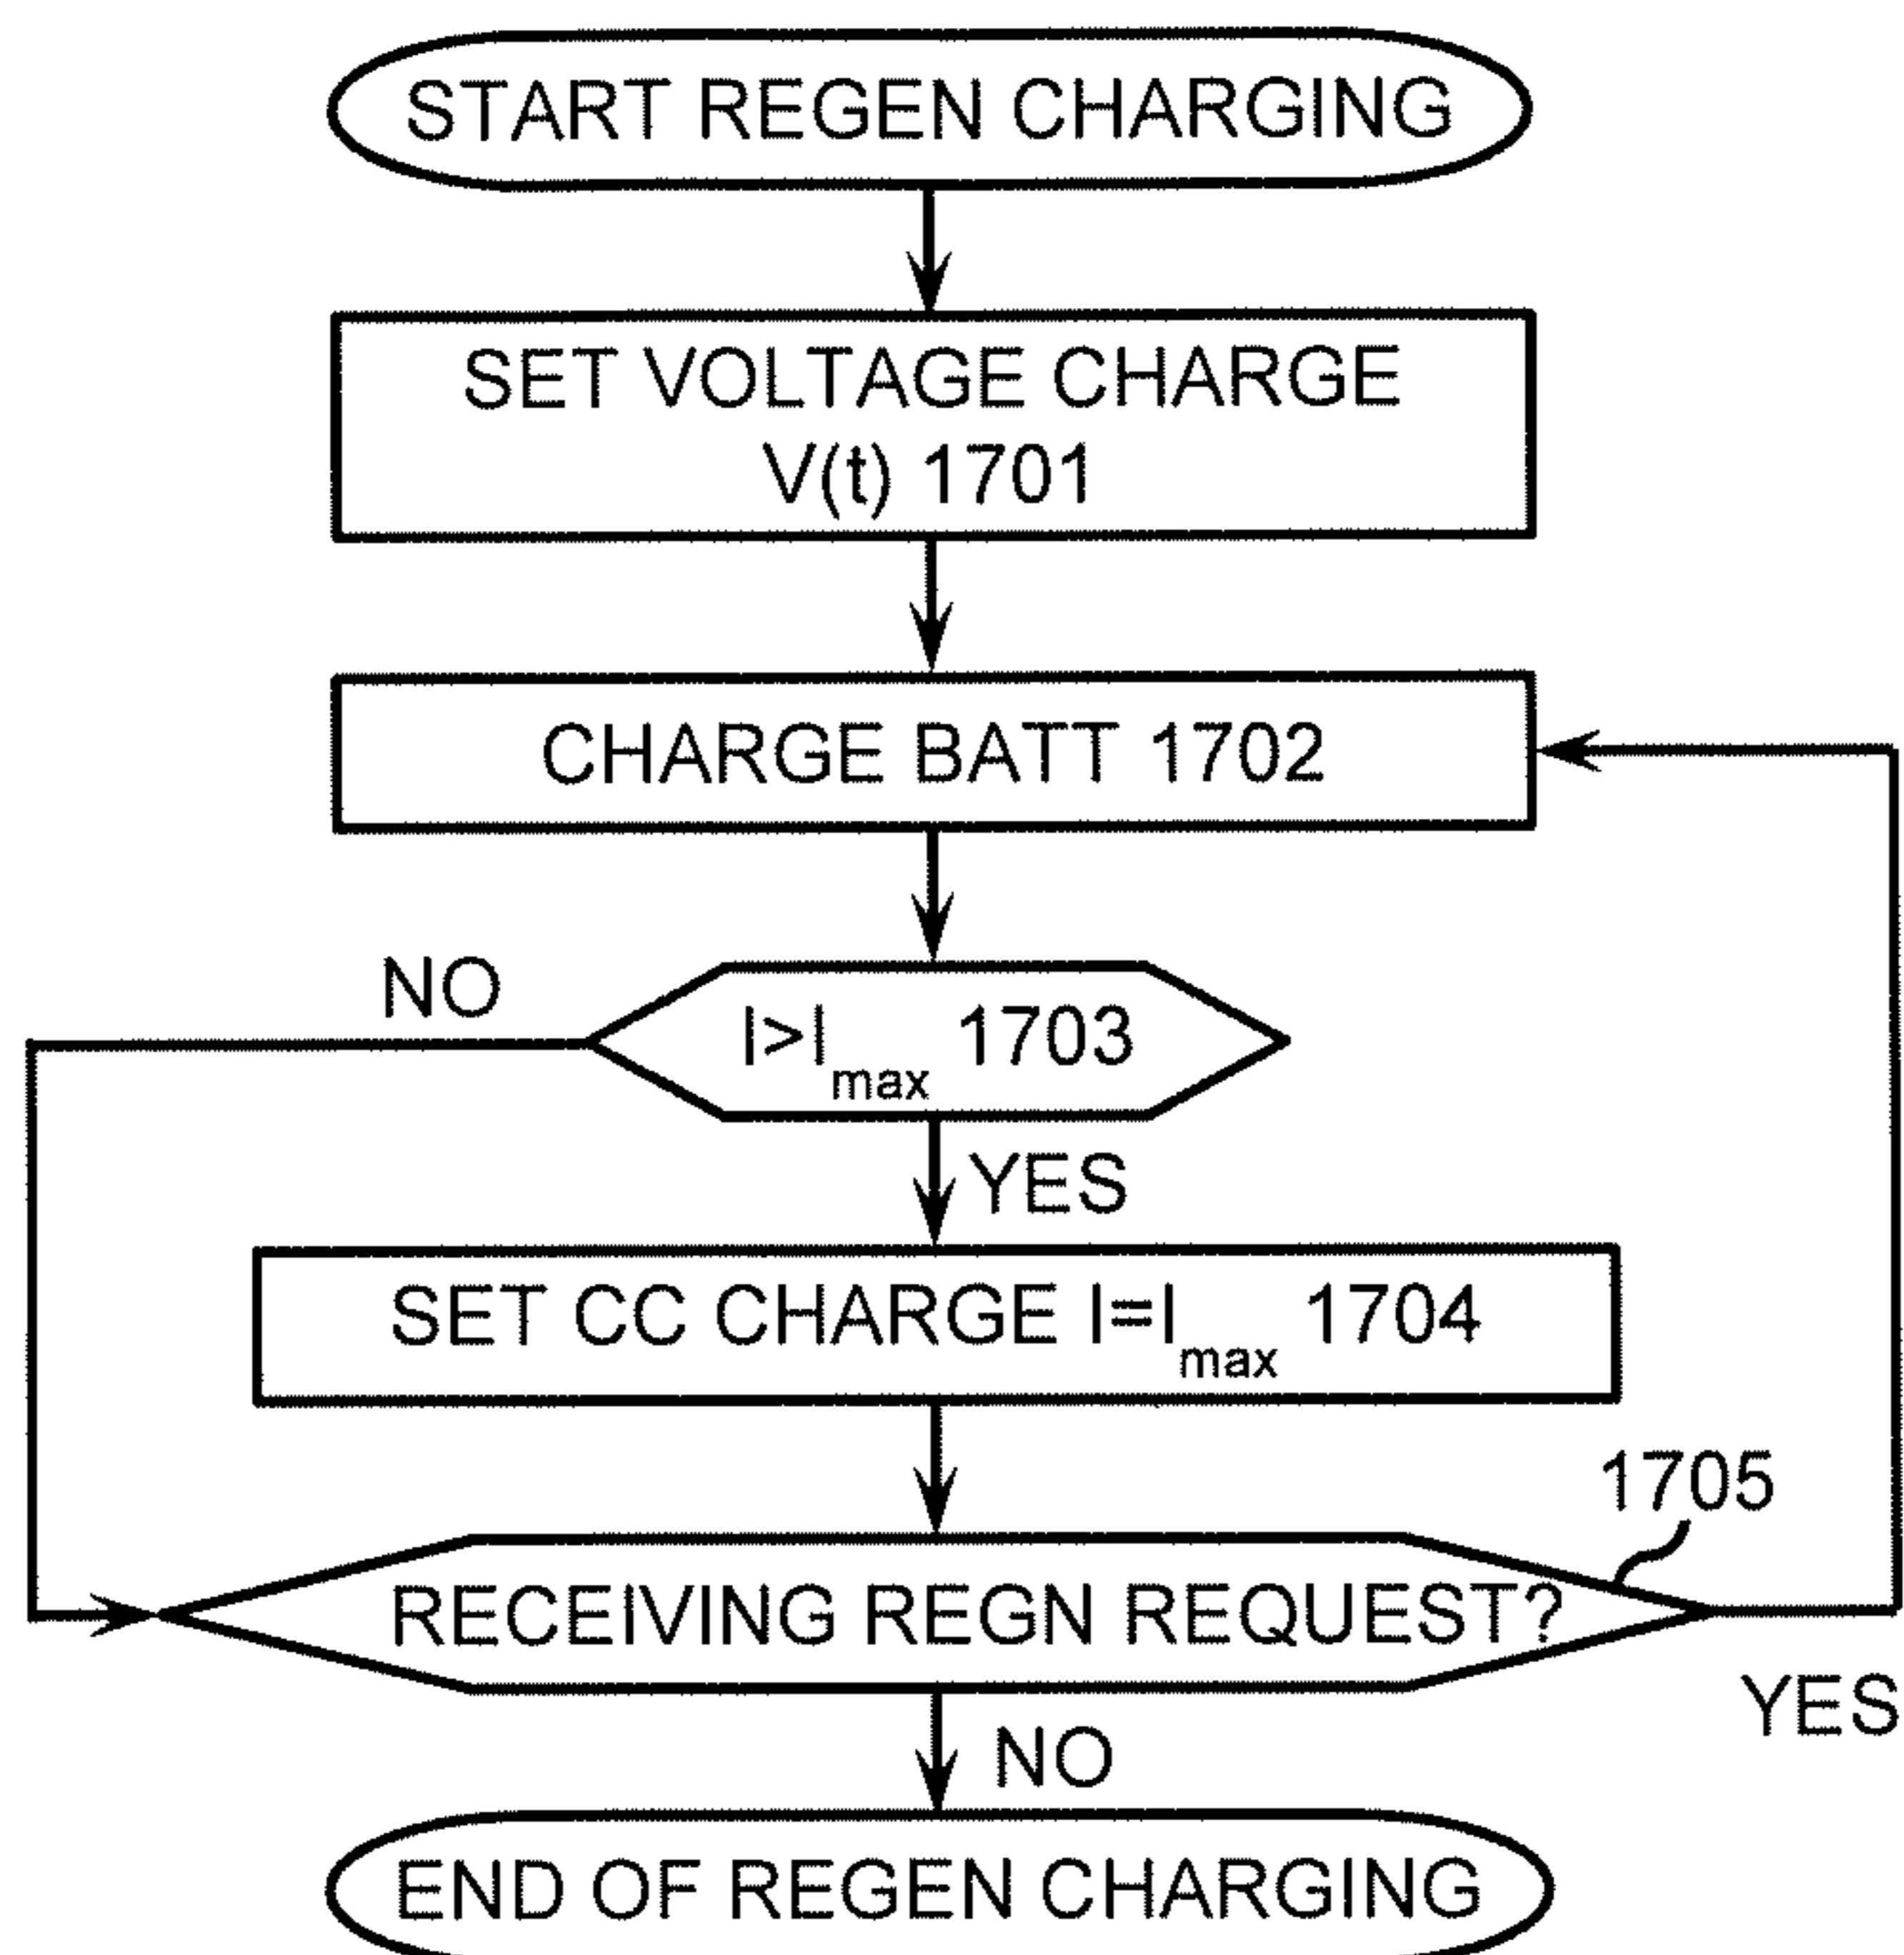 START REGEN CHARGING
SET VOLTAGE CHARGE
V(t) 1701
CHARGE BATT 1702
NO
I>Imax 1703
YES
SET CC CHARGE I=Imax 1704
1705
RECEIVING REGN REQUEST?
YES
NO
END OF REGEN CHARGING